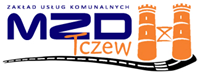 ZAKŁAD USŁUG KOMUNALNYCH
MZD
Tczew